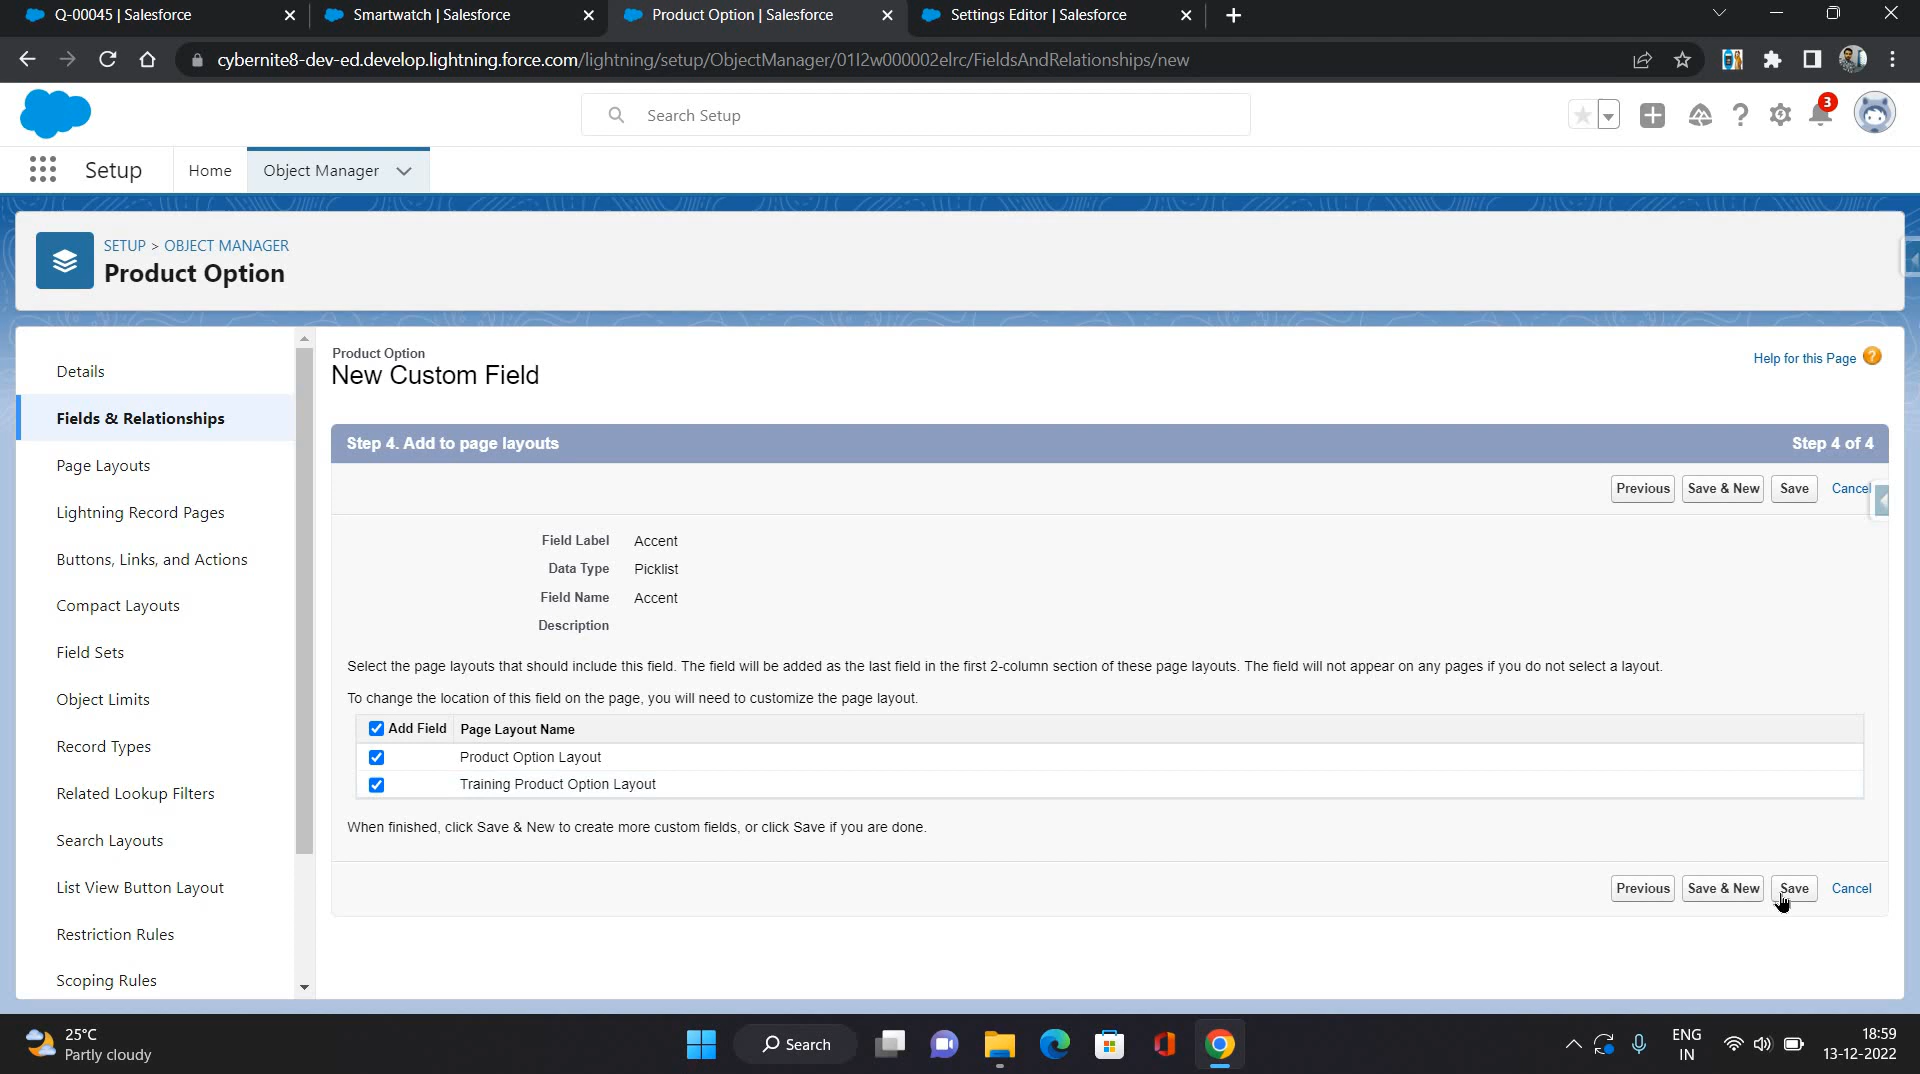 Q-00045 | Salesforce
Smartwatch | Salesforce
Product Option | Salesforce
Settings Editor | Salesforce
cybernite8-dev-ed.develop.lightning.force.com/lightning/setup/ObjectManager/01I2w000002elrc/FieldsAndRelationships/new
Search Setup
3
Setup
Home
Object Manager
SETUP > OBJECT MANAGER
Product Option
Details
Fields & Relationships
Page Layouts
Lightning Record Pages
Buttons, Links, and Actions
Compact Layouts
Field Sets
Object Limits
Record Types
Related Lookup Filters
Search Layouts
List View Button Layout
Restriction Rules
Scoping Rules
Product Option
New Custom Field
Help for this Page ?
Step 4. Add to page layouts
Step 4 of 4
Previous Save & New Save Cancel
Field Label Accent
Data Type Picklist
Field Name Accent
Description
Select the page layouts that should include this field. The field will be added as the last field in the first 2-column section of these page layouts. The field will not appear on any pages if you do not select a layout.
To change the location of this field on the page, you will need to customize the page layout.
Add Field Page Layout Name
Product Option Layout
Training Product Option Layout
When finished, click Save & New to create more custom fields, or click Save if you are done.
Previous Save & New Save Cancel
25°C
Partly cloudy
Search
ENG
IN
18:59
13-12-2022